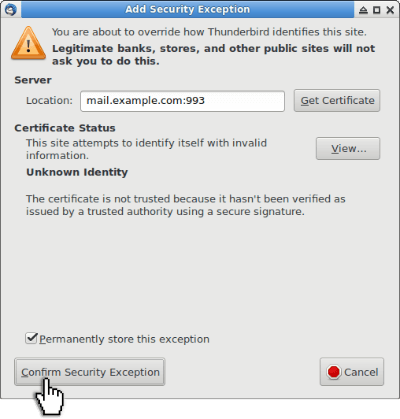 Add Security Exception
You are about to override how Thunderbird identifies this site.
Legitimate banks, stores, and other public sites will not
ask you to do this.
Server
Location: mail.example.com:993 Get Certificate
Certificate Status
This site attempts to identify itself with invalid
information.
View...
Unknown Identity
The certificate is not trusted because it hasn't been verified as
issued by a trusted authority using a secure signature.
Permanently store this exception
Confirm Security Exception Cancel